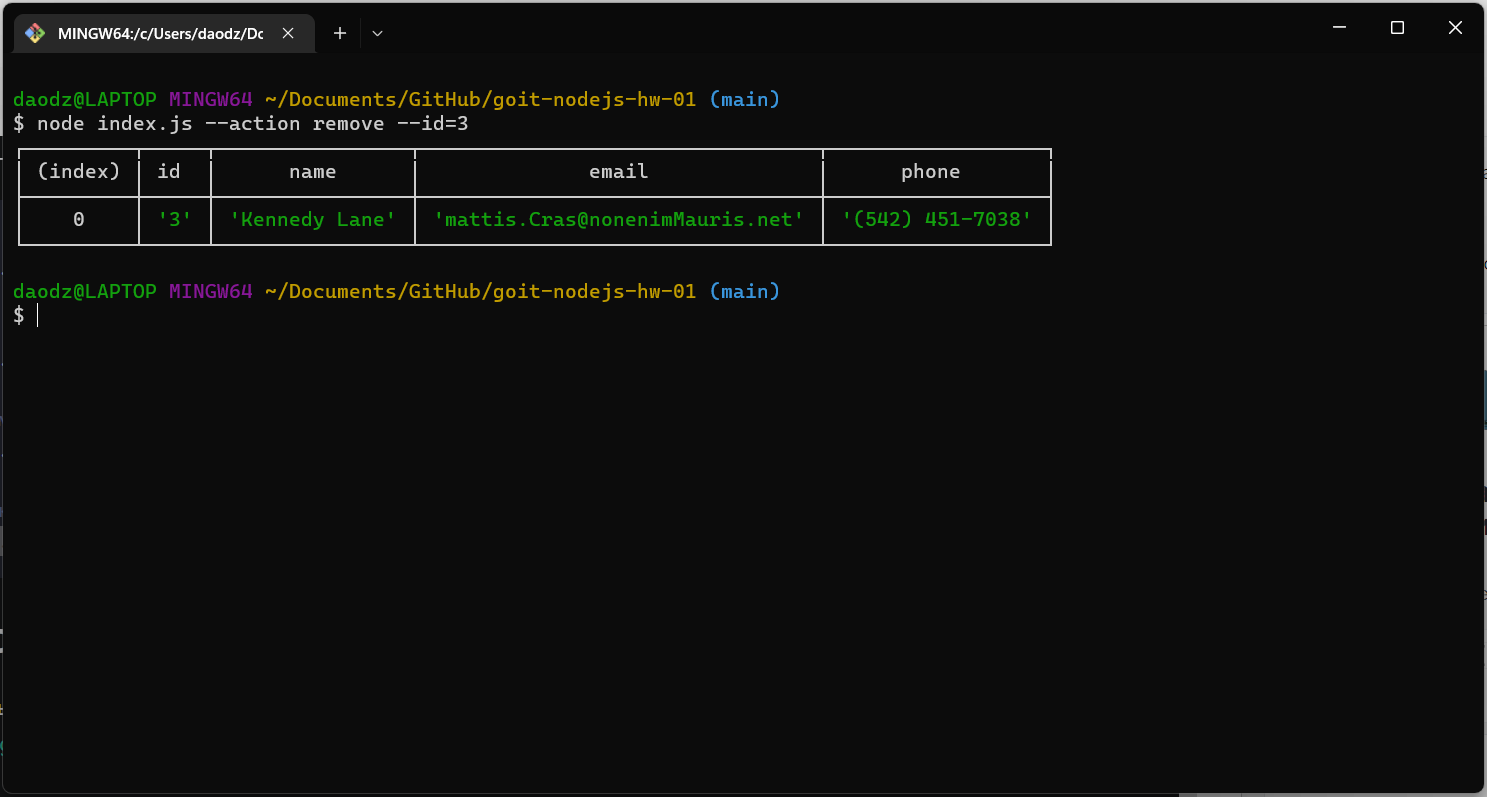 MINGW64:/c/Users/daodz/Do
daodz@LAPTOP MINGW64 ~/Documents/GitHub/goit-nodejs-hw-01 (main)
$ node index.js --action remove --id=3
(index) id name email phone
0 '3' 'Kennedy Lane' 'mattis.Cras@nonenimMauris.net' '(542) 451-7038'
daodz@LAPTOP MINGW64 ~/Documents/GitHub/goit-nodejs-hw-01 (main)
$